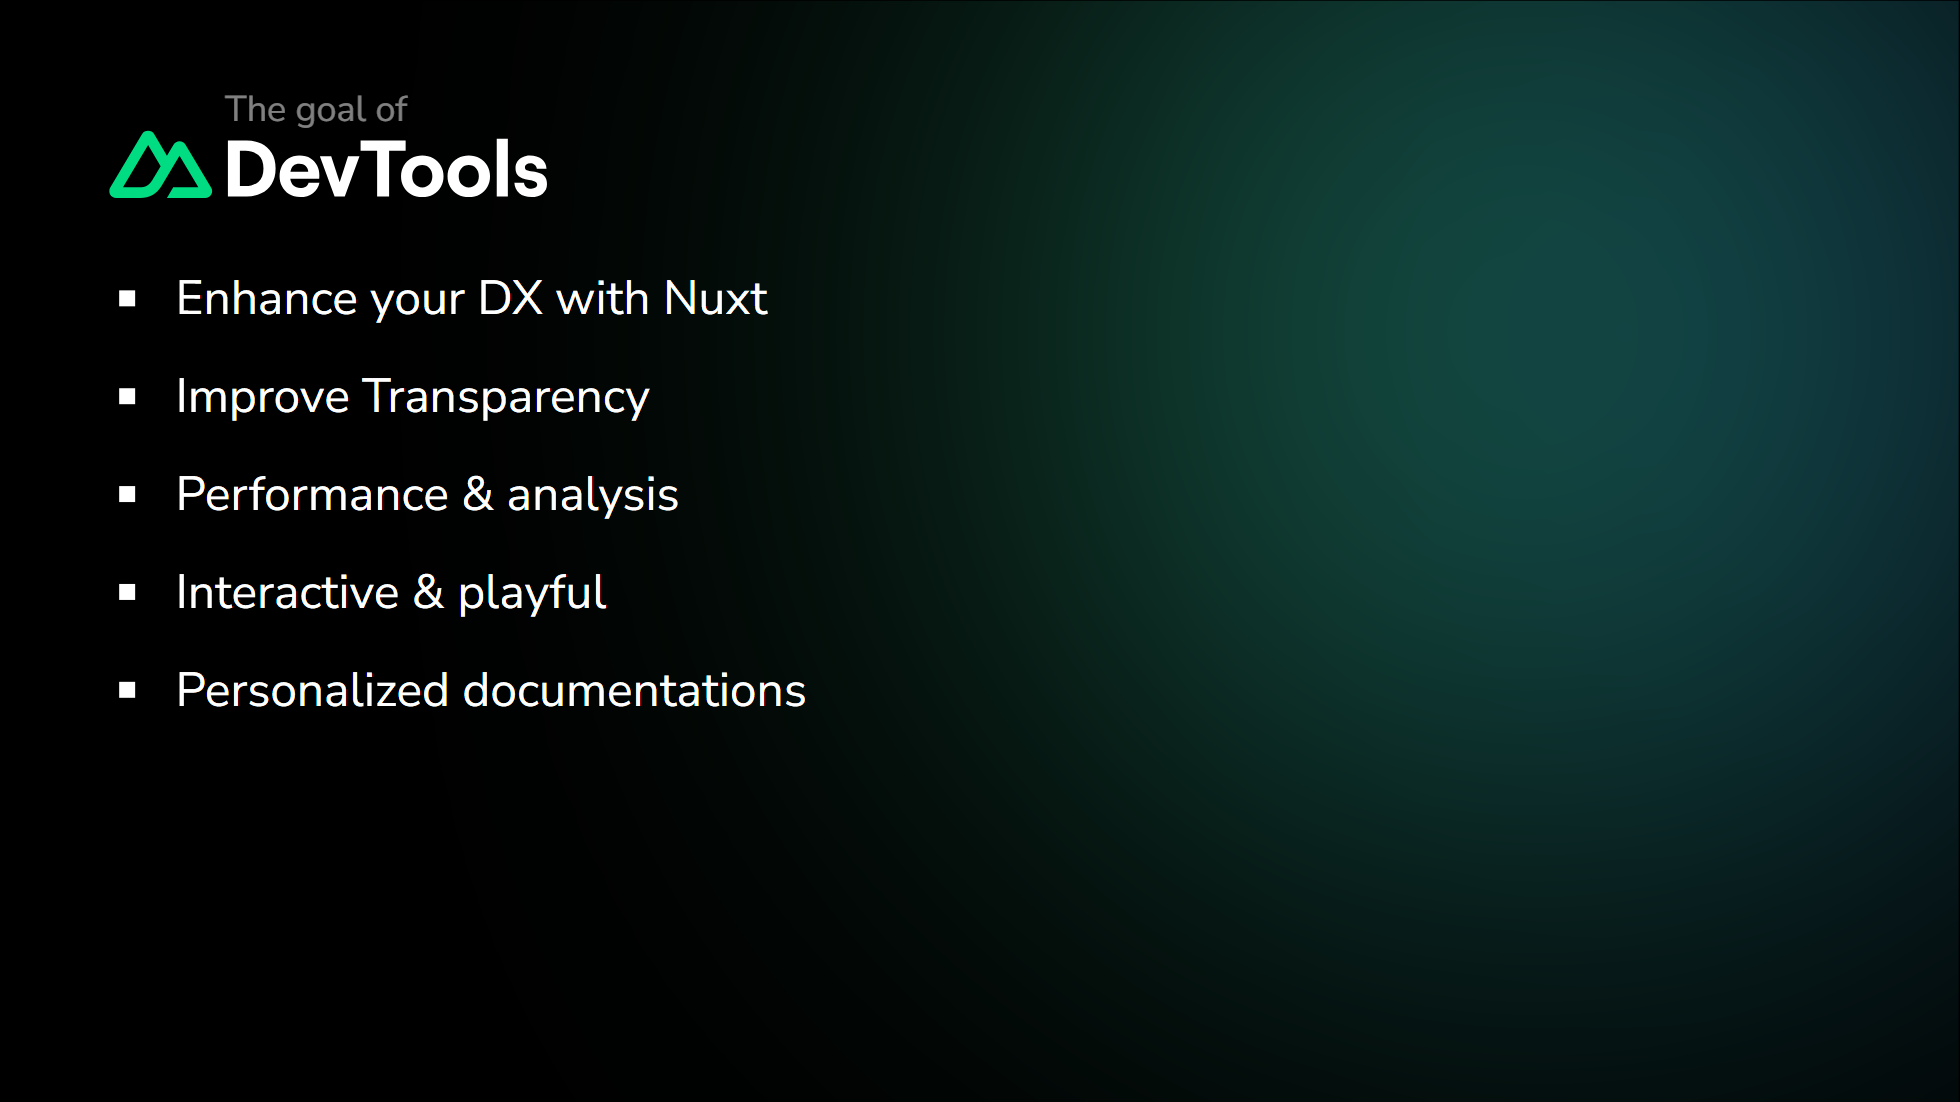 The goal of
DevTools
▪ Enhance your DX with Nuxt
▪ Improve Transparency
▪ Performance & analysis
▪ Interactive & playful
▪ Personalized documentations